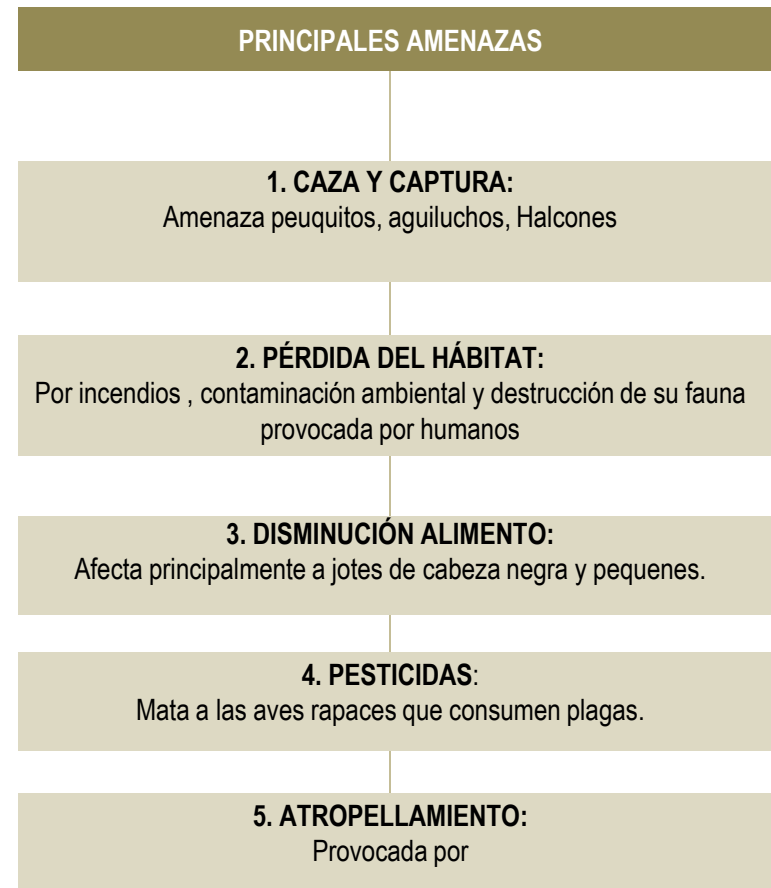 PRINCIPALES AMENAZAS
1. CAZA Y CAPTURA:
Amenaza peuquitos, aguiluchos, Halcones
2. PÉRDIDA DEL HÁBITAT:
Por incendios , contaminación ambiental y destrucción de su fauna
provocada por humanos
3. DISMINUCIÓN ALIMENTO:
Afecta principalmente a jotes de cabeza negra y pequenes.
4. PESTICIDAS:
Mata a las aves rapaces que consumen plagas.
5. ATROPELLAMIENTO:
Provocada por